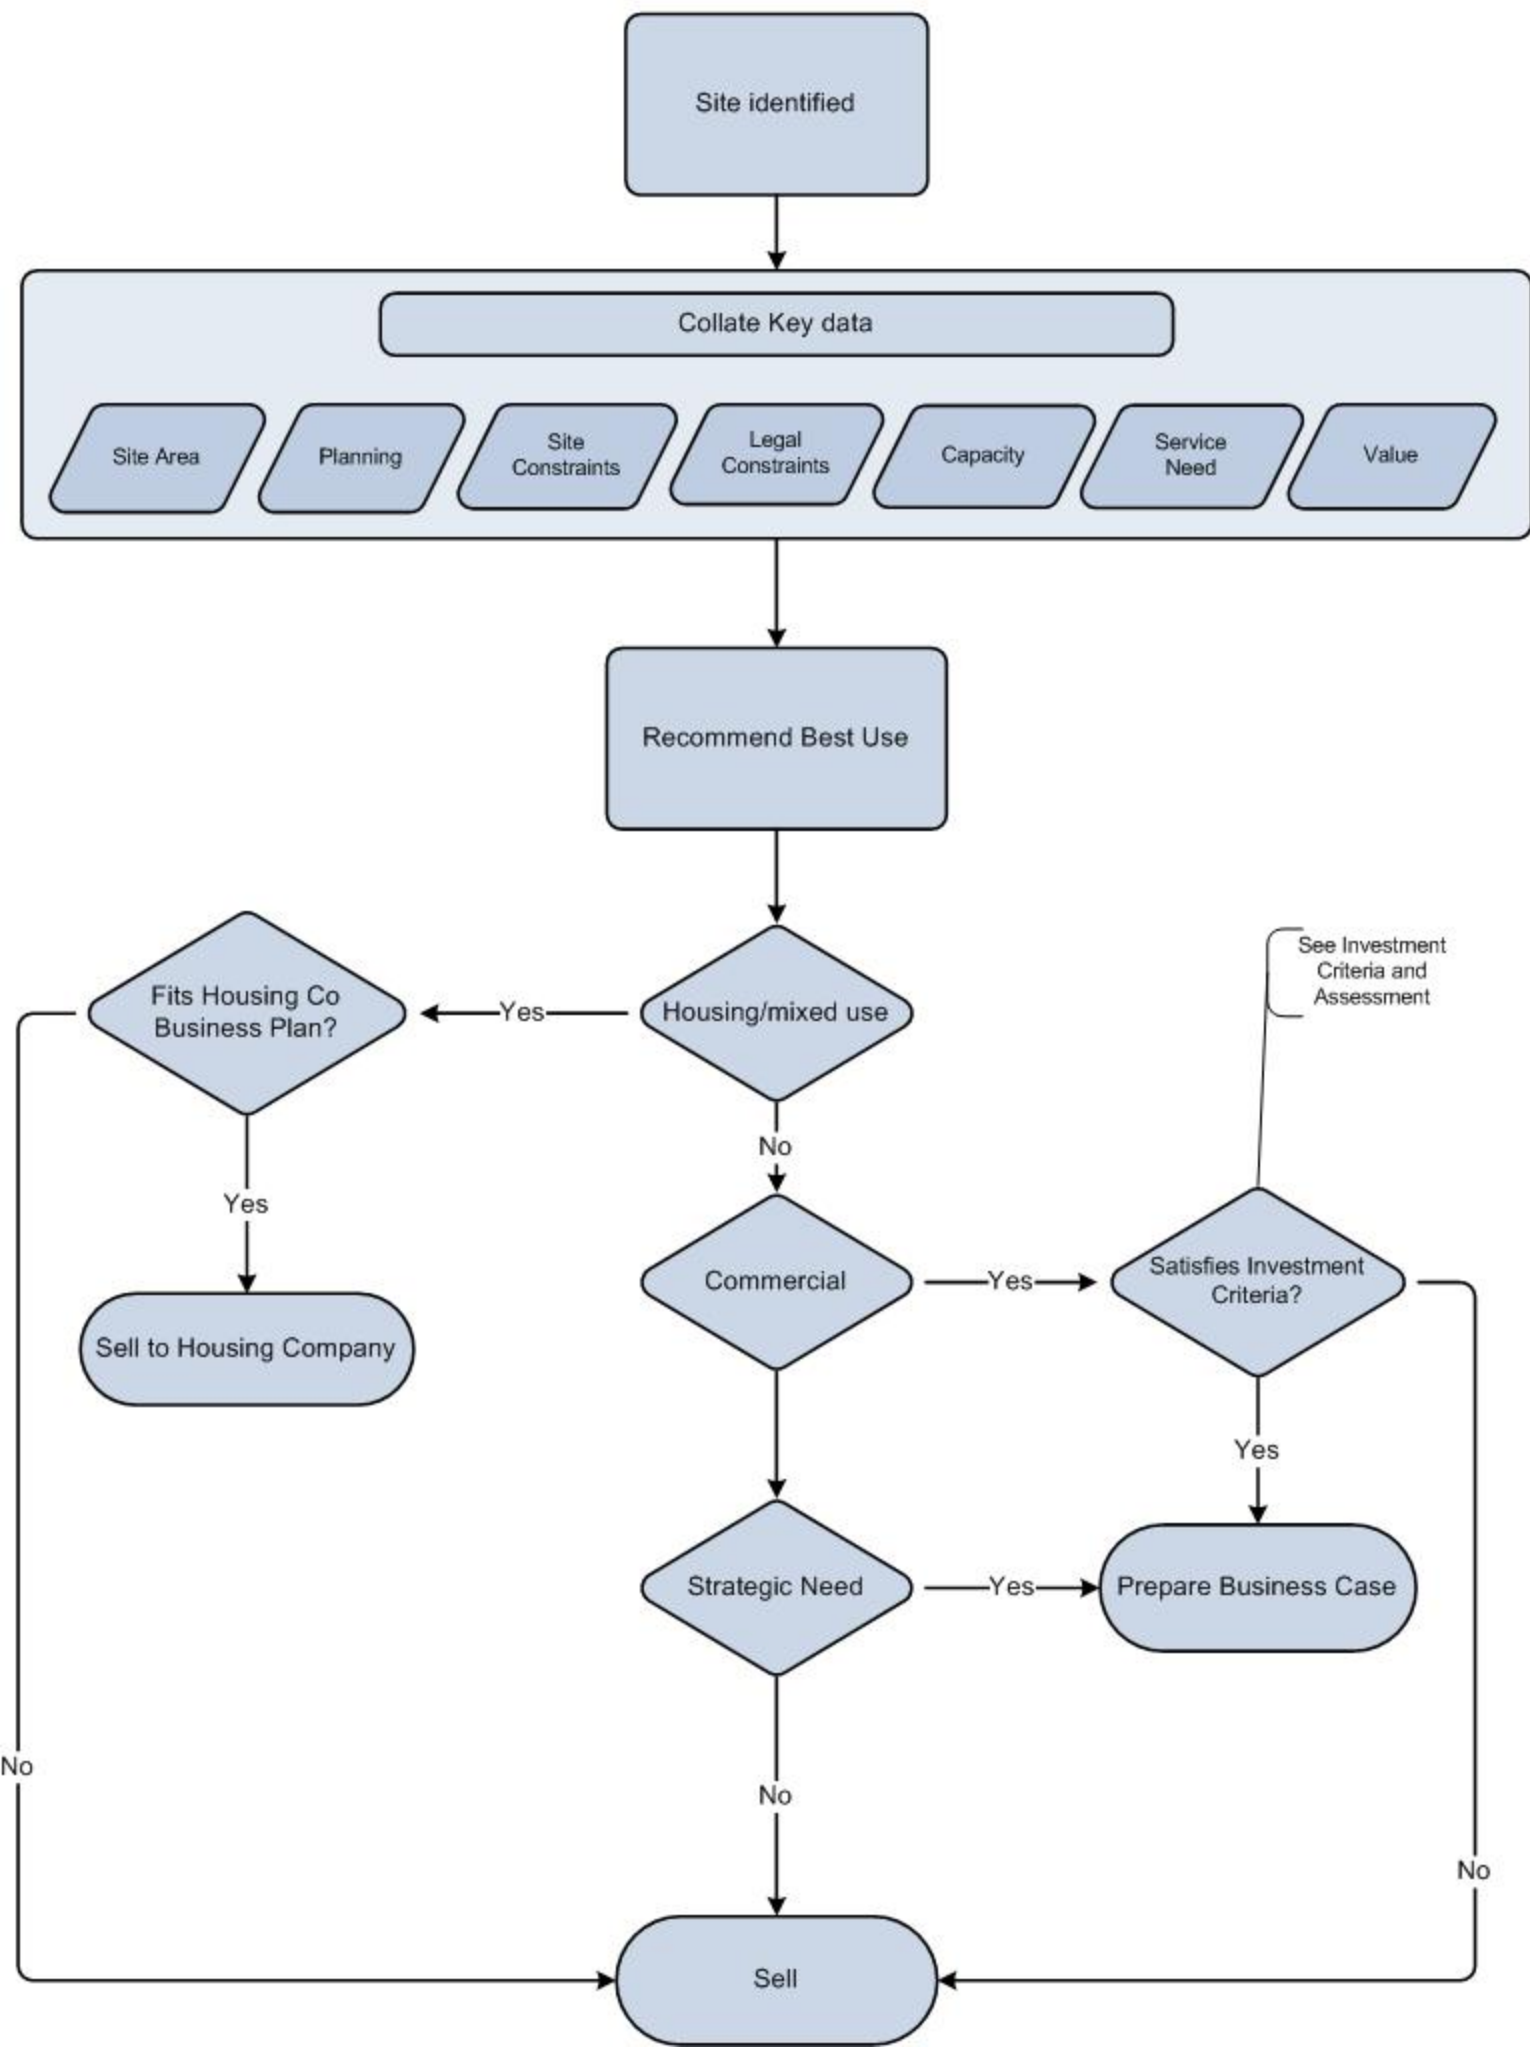 Site identified
Collate Key data
Site Area
Planning
Site
Constraints
Legal
Constraints
Capacity
Service
Need
Value
Recommend Best Use
Fits Housing Co
Business Plan?
Yes
Housing/mixed use
See Investment
Criteria and
Assessment
No
Yes
Sell to Housing Company
Commercial
Yes
Satisfies Investment
Criteria?
Yes
Strategic Need
Yes
Prepare Business Case
No
No
No
Sell